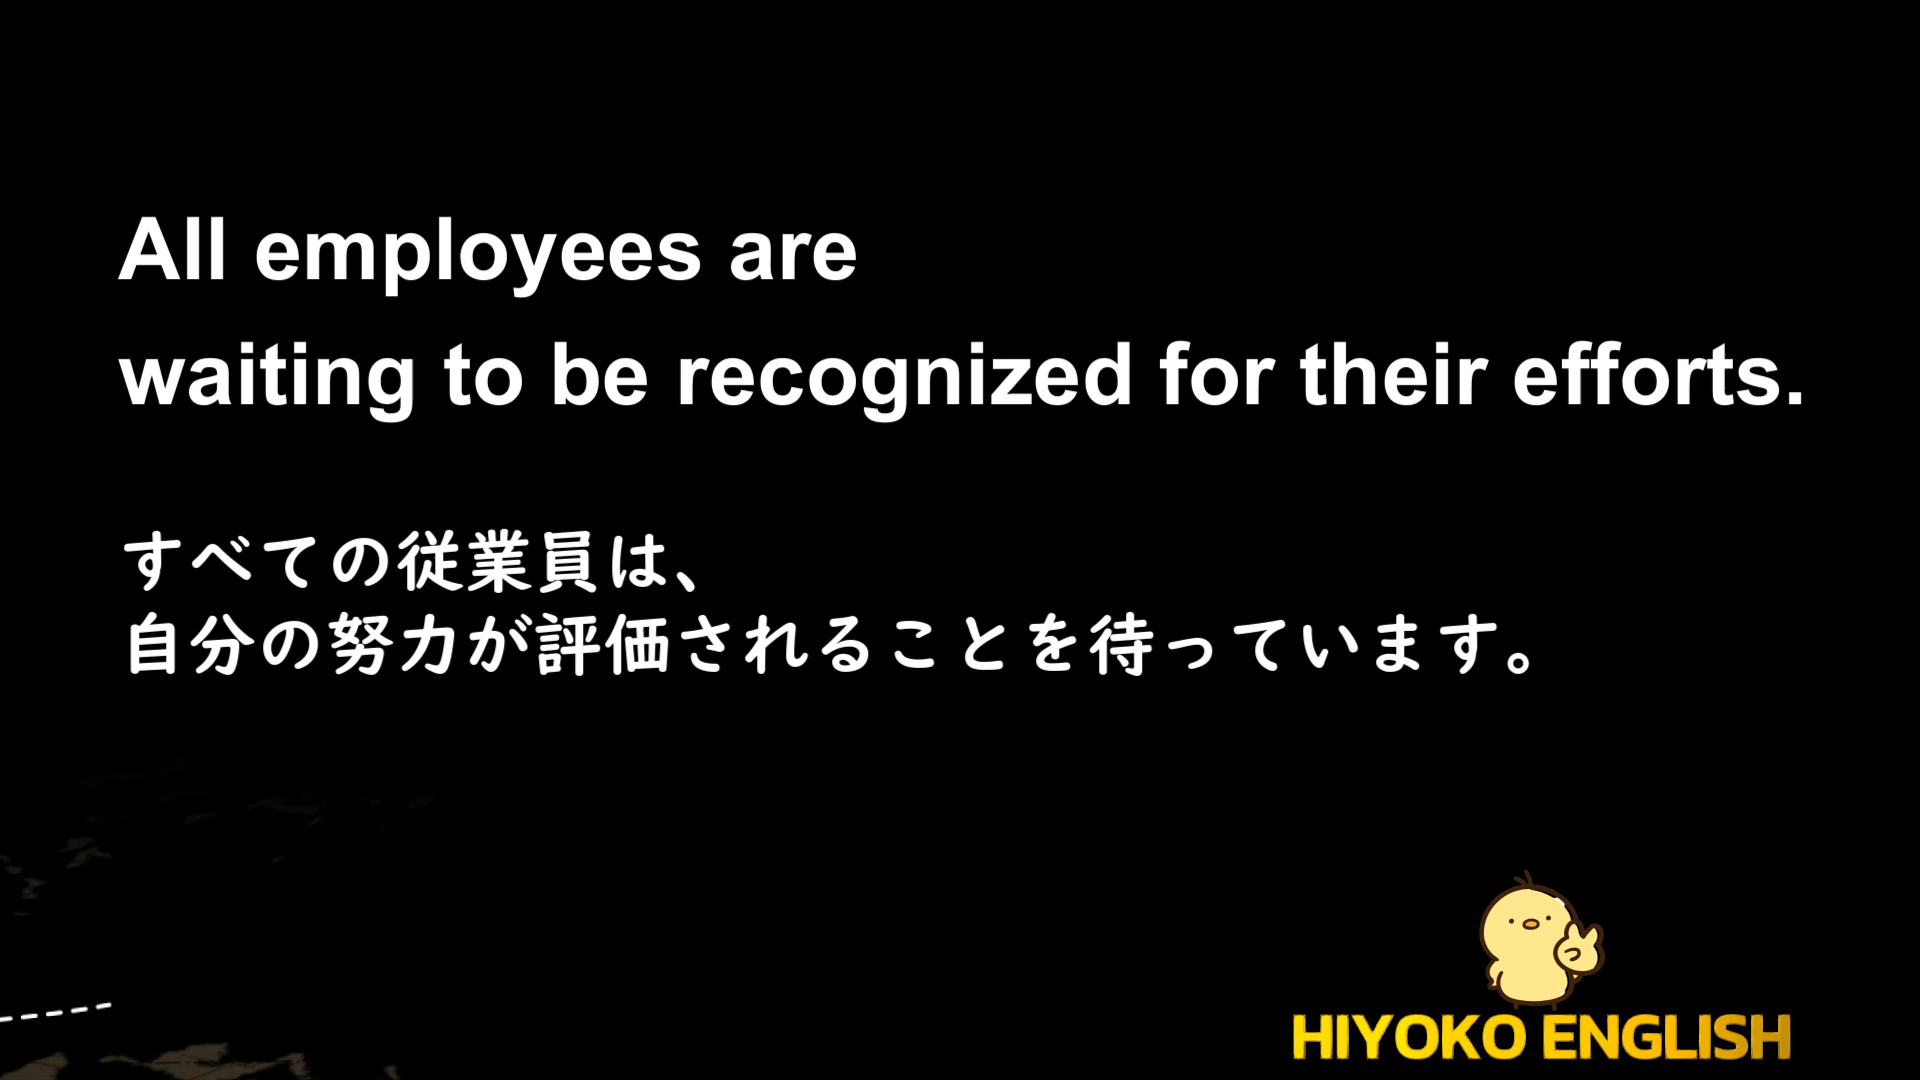 All employees are
waiting to be recognized for their efforts.
すべての従業員は、
自分の努力が評価されることを待っています。
HIYOKO ENGLISH